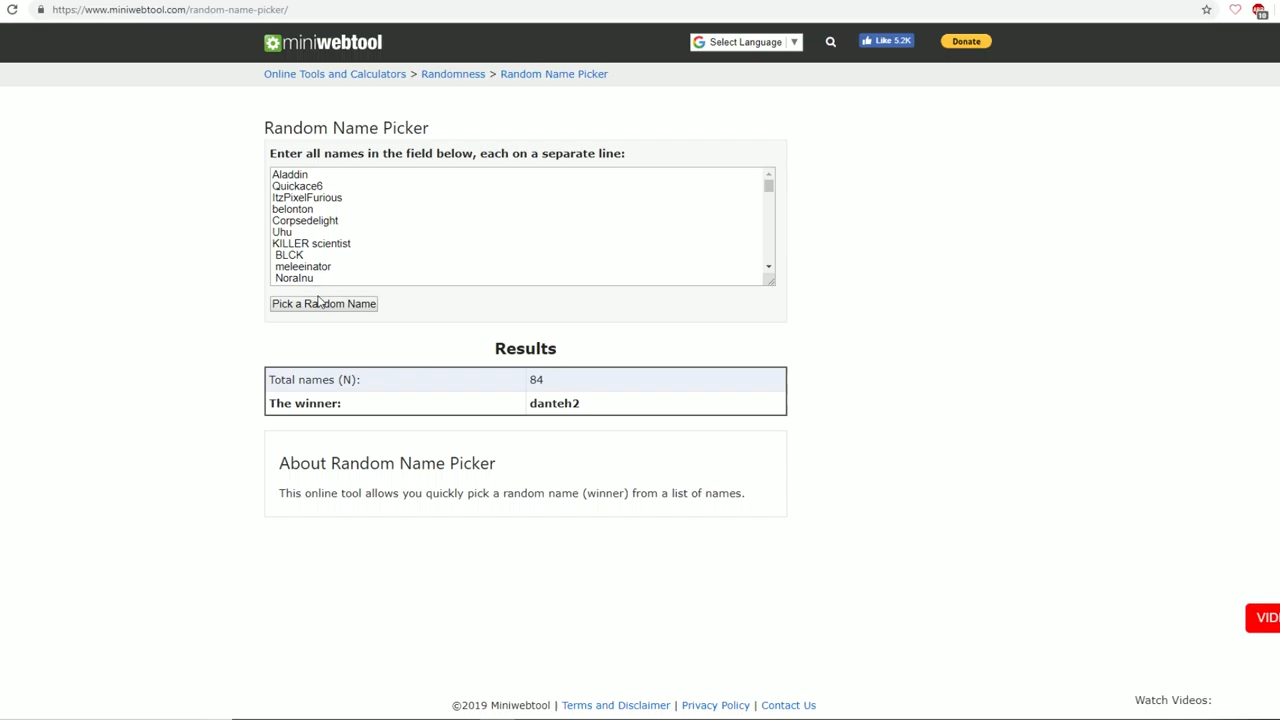 https://www.miniwebtool.com/random-name-picker/
10
miniwebtool
Select Language ▼
Like 5.2K
Donate
Online Tools and Calculators > Randomness > Random Name Picker
Random Name Picker
Enter all names in the field below, each on a separate line:
Aladdin
Quickace6
ItzPixelFurious
belonton
Corpsedelight
Uhu
KILLER scientist
BLCK
meleeinator
NoraInu
Pick a Random Name
Results
Total names (N): 84
The winner: danteh2
About Random Name Picker
This online tool allows you quickly pick a random name (winner) from a list of names.
VID
Watch Videos:
©2019 Miniwebtool | Terms and Disclaimer | Privacy Policy | Contact Us